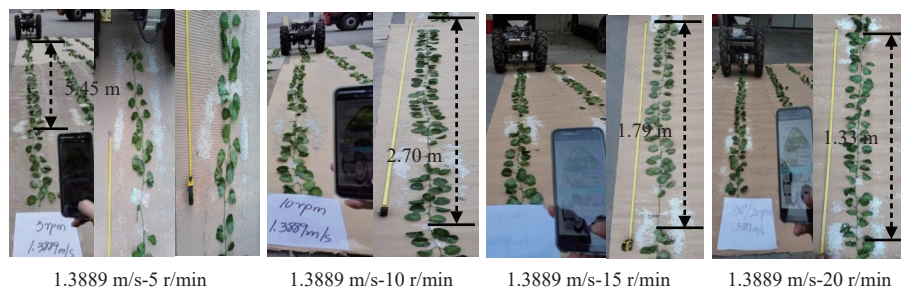 5.45 m
5rpm
1.3889m/s
2.70 m
10rpm
1.3889m/s
1.79 m
1.33 m
1.3889 m/s-5 r/min
1.3889 m/s-10 r/min
1.3889 m/s-15 r/min
1.3889 m/s-20 r/min